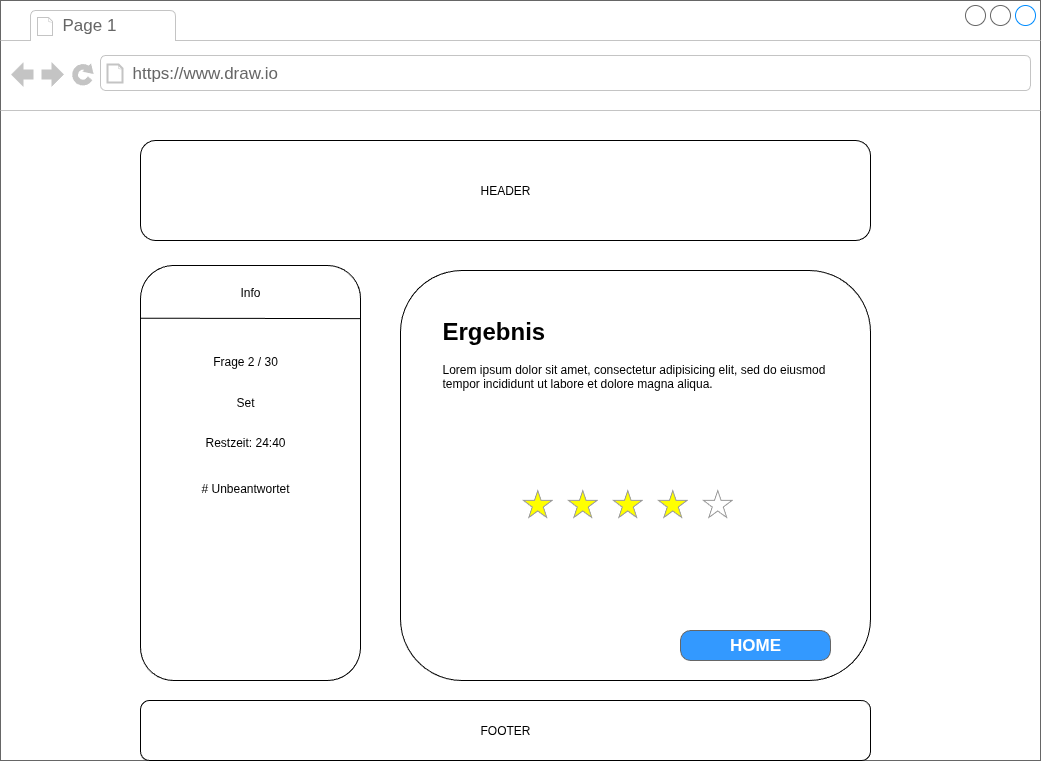 Page 1
https://www.draw.io
HEADER
Info
Frage 2 / 30
Set
Restzeit: 24:40
# Unbeantwortet
Ergebnis
Lorem ipsum dolor sit amet, consectetur adipisicing elit, sed do eiusmod
tempor incididunt ut labore et dolore magna aliqua.
HOME
FOOTER